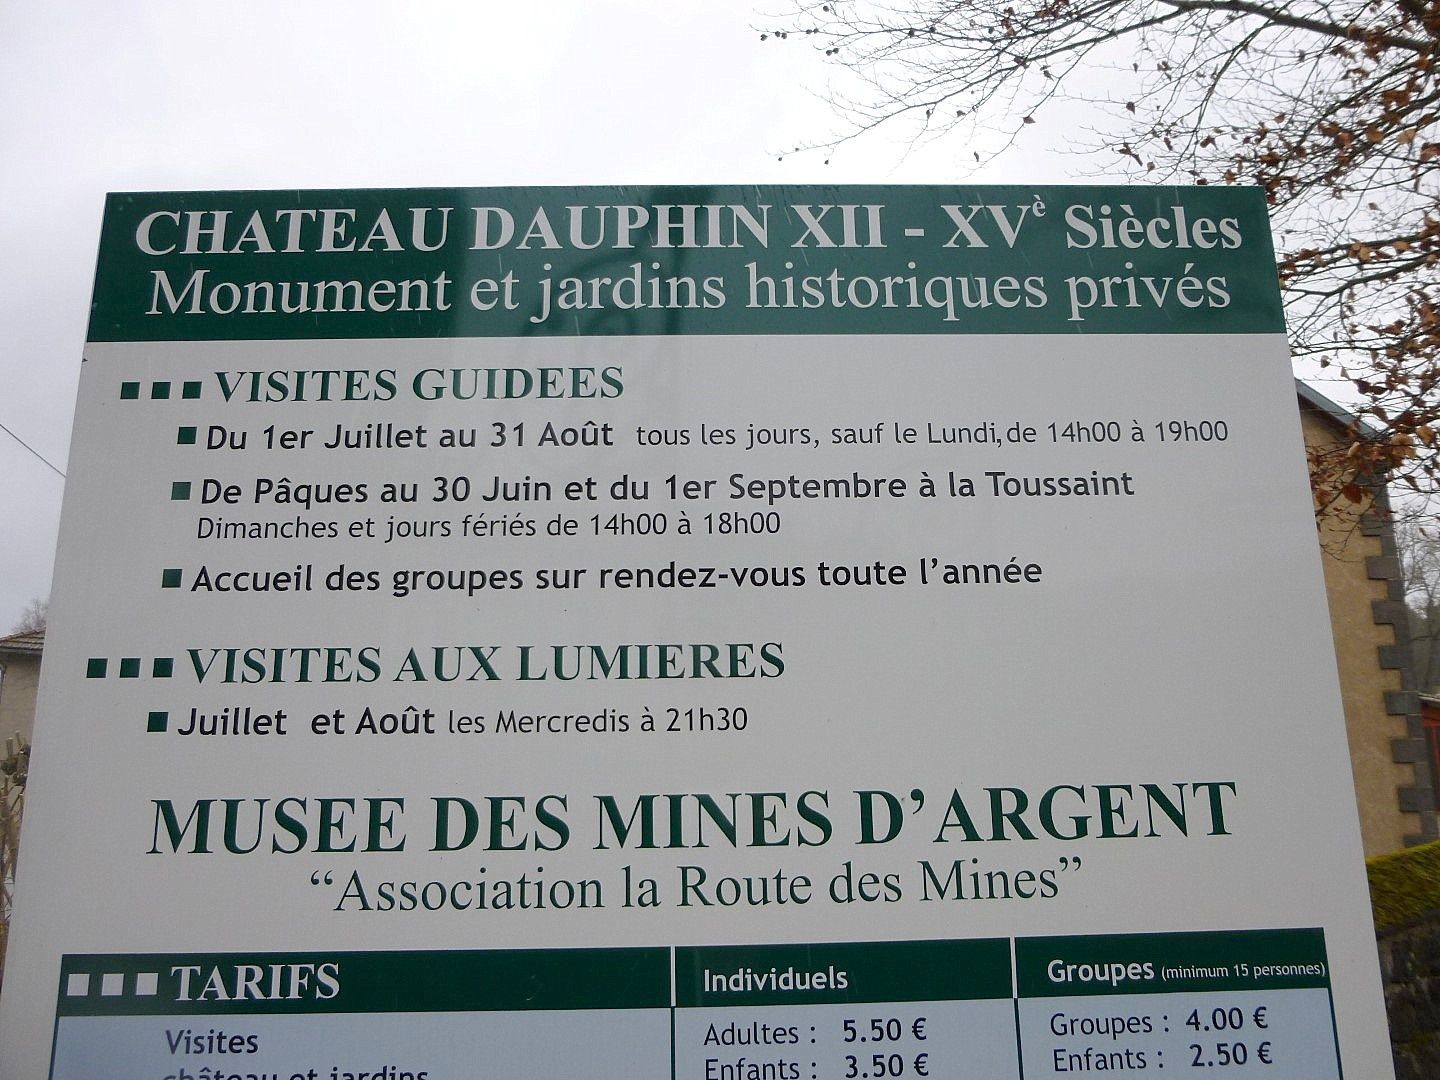 CHATEAU DAUPHIN XII - XVè Siècles
Monument et jardins historiques privés
VISITES GUIDEES
Du 1er Juillet au 31 Août tous les jours, sauf le Lundi, de 14h00 à 19h00
De Pâques au 30 Juin et du 1er Septembre à la Toussaint
Dimanches et jours fériés de 14h00 à 18h00
Accueil des groupes sur rendez-vous toute l'année
VISITES AUX LUMIERES
Juillet et Août les Mercredis à 21h30
MUSEE DES MINES D'ARGENT
“Association la Route des Mines”
TARIFS Individuels Groupes (minimum 15 personnes)
Visites Adultes : 5.50 € Groupes : 4.00 €
château et jardins Enfants : 3.50 € Enfants : 2.50 €